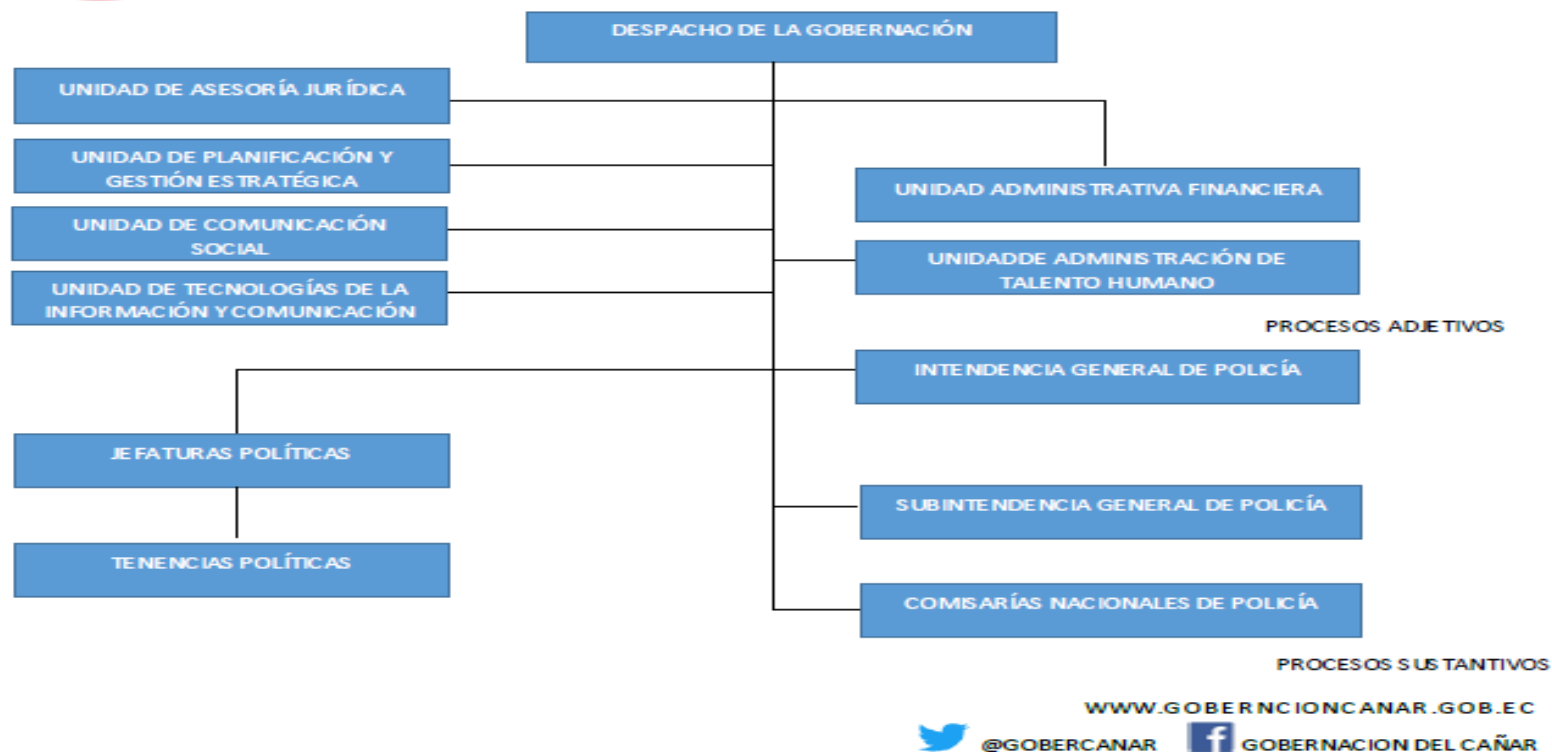 DESPACHO DE LA GOBERNACIÓN
UNIDAD DE ASESORÍA JURÍDICA
UNIDAD DE PLANIFICACIÓN Y
GESTIÓN ESTRATÉGICA
UNIDAD DE COMUNICACIÓN
SOCIAL
UNIDAD DE TECNOLOGÍAS DE LA
INFORMACIÓN Y COMUNICACIÓN
UNIDAD ADMINISTRATIVA FINANCIERA
UNIDADDE ADMINISTRACIÓN DE
TALENTO HUMANO
PROCESOS ADJETIVOS
INTENDENCIA GENERAL DE POLICÍA
JEFATURAS POLÍTICAS
SUBINTENDENCIA GENERAL DE POLICÍA
TENENCIAS POLÍTICAS
COMISARÍAS NACIONALES DE POLICÍA
PROCESOS SUSTANTIVOS
WWW.GOBERNCIONCANAR.GOB.EC
@GOBERCANAR f GOBERNACION DEL CAÑAR